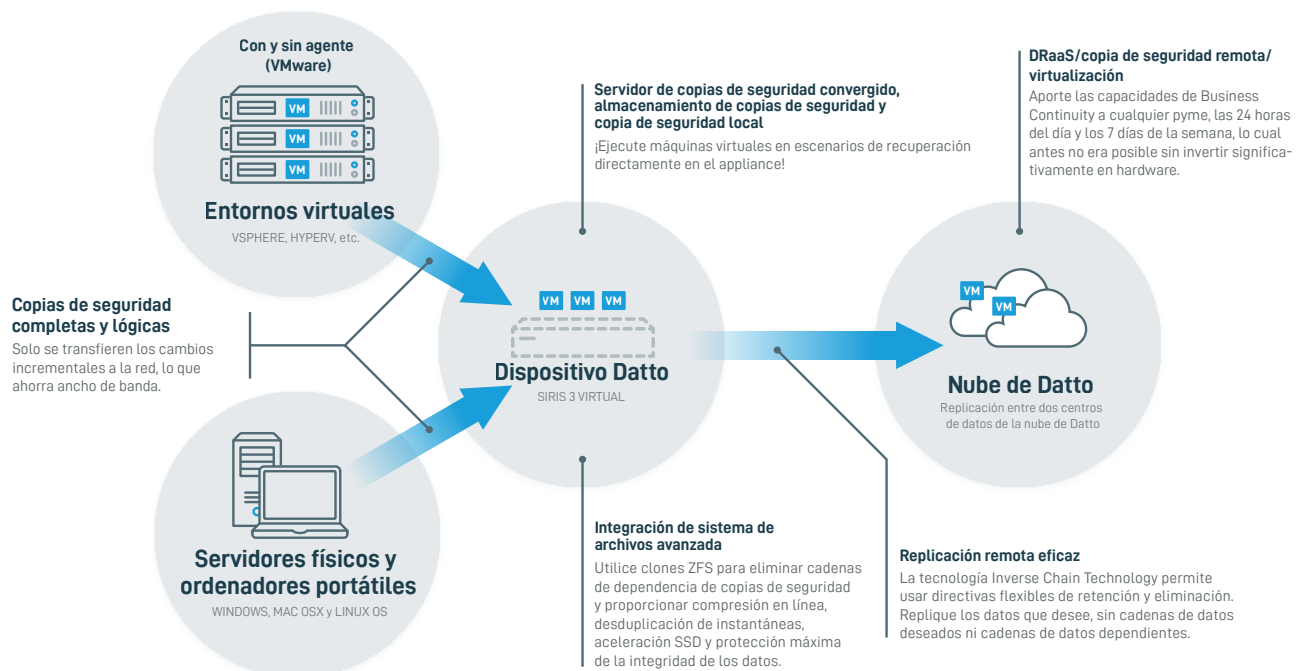 Con y sin agente
(VMware)
VM
VM
VM
Entornos virtuales
VSPHERE, HYPERV, etc.
Copias de seguridad
completas y lógicas
Solo se transfieren los cambios
incrementales a la red, lo que
ahorra ancho de banda.
Servidores físicos y
ordenadores portátiles
WINDOWS, MAC OSX y LINUX OS
Servidor de copias de seguridad convergido,
almacenamiento de copias de seguridad y
copia de seguridad local
¡Ejecute máquinas virtuales en escenarios de recuperación
directamente en el appliance!
VM VM VM
Dispositivo Datto
SIRIS 3 VIRTUAL
Integración de sistema de
archivos avanzada
Utilice clones ZFS para eliminar cadenas
de dependencia de copias de seguridad
y proporcionar compresión en línea,
desduplicación de instantáneas,
aceleración SSD y protección máxima
de la integridad de los datos.
DRaaS/copia de seguridad remota/
virtualización
Aporte las capacidades de Business
Continuity a cualquier pyme, las 24 horas
del día y los 7 días de la semana, lo cual
antes no era posible sin invertir significa-
tivamente en hardware.
VM
VM
Nube de Datto
Replicación entre dos centros
de datos de la nube de Datto
Replicación remota eficaz
La tecnología Inverse Chain Technology permite
usar directivas flexibles de retención y eliminación.
Replique los datos que desee, sin cadenas de datos
deseados ni cadenas de datos dependientes.